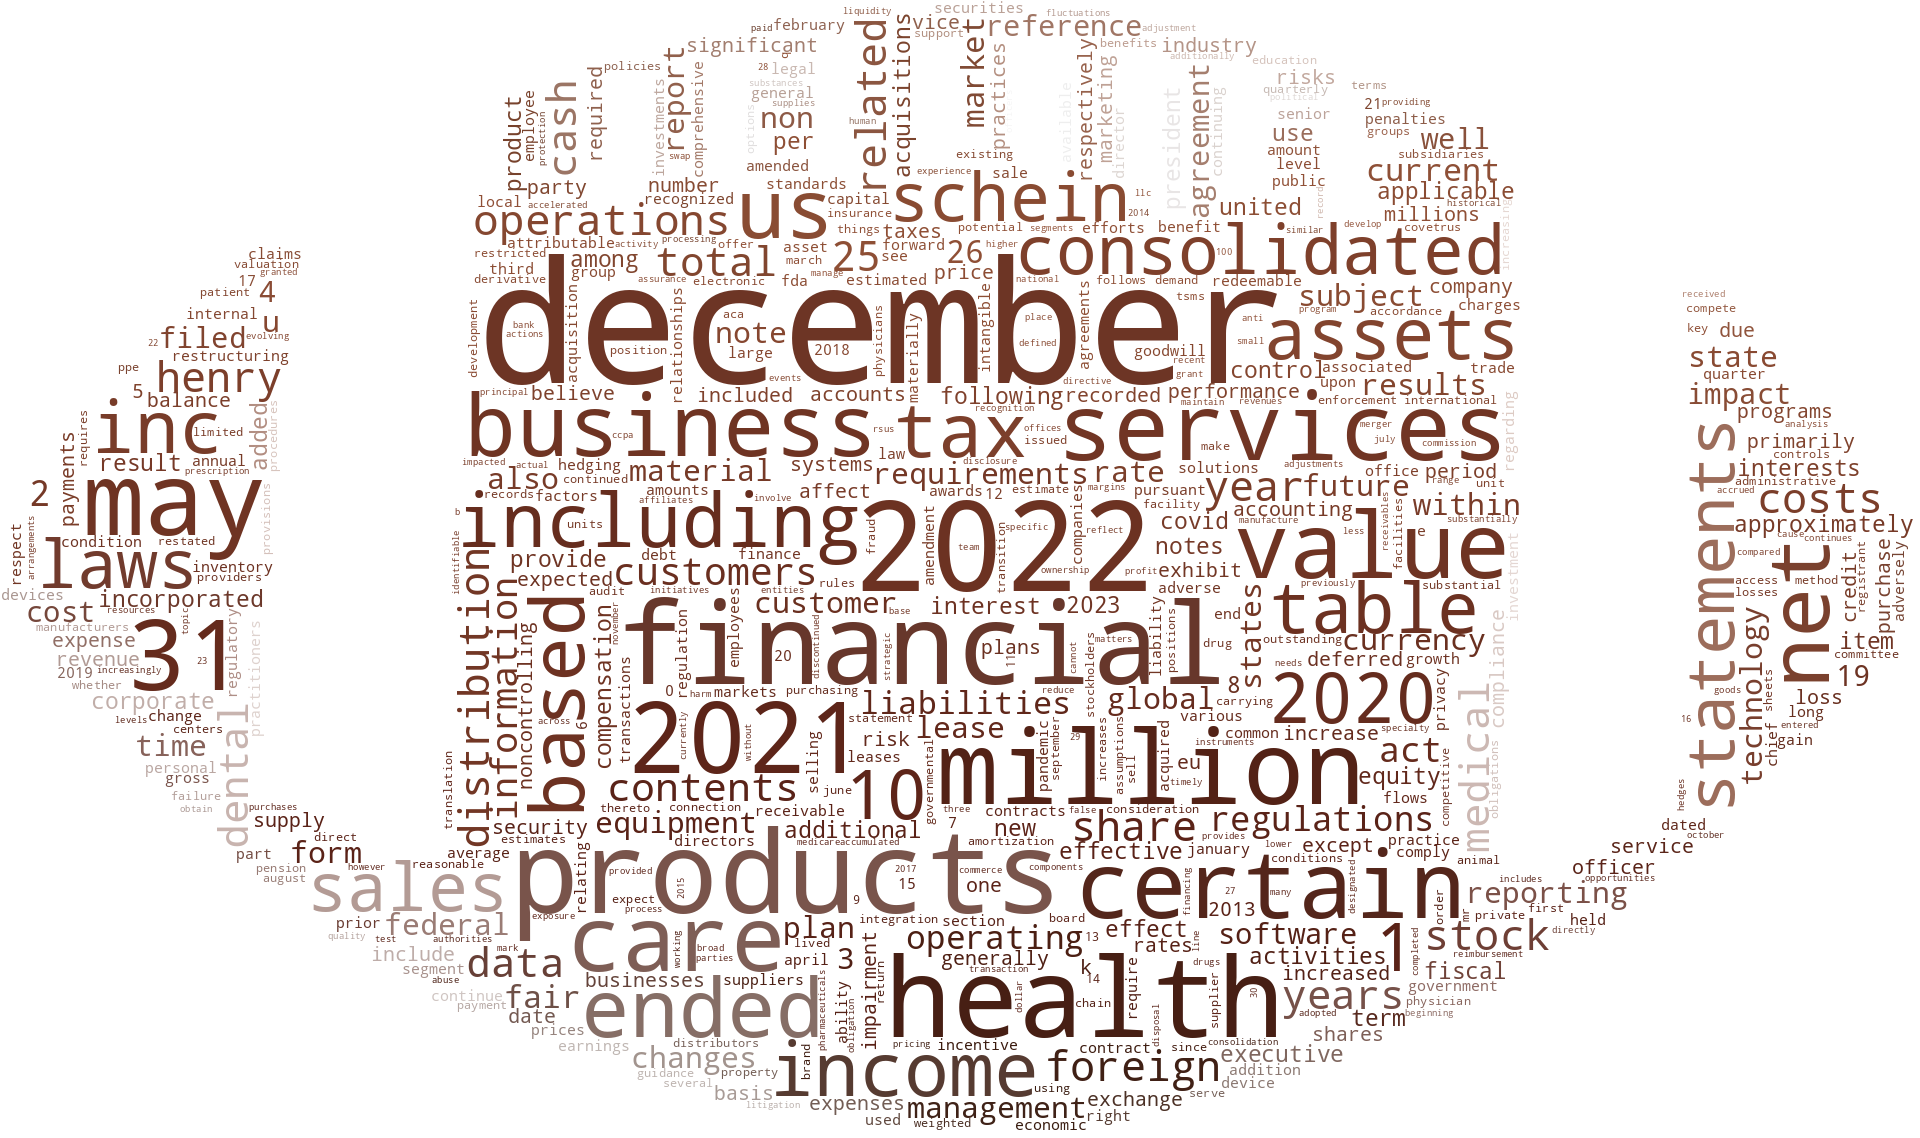 securities
fluctuations
liquidity
paid
february
vice
support
market
reference
adjustment
significant
q
related
acquisitions
benefits
industry
additionally
policies
report
28
legal
substances
general
supplies
education
risks
quarterly
political
terms
product
employee
protection
cash
required
investments
comprehensive
swap
options
non
per
human
practices
available
respectively
marketing
director
president
agreement
continuing
senior
use
amount
level
public
21
providing
penalties
groups
well
subsidiaries
current
applicable
historical
millions
covetrus
amended
existing
experience
sale
party
number
standards
local
accelerated
recognized
capital
insurance
operations
us
schein
11c
2014
united
record
things
taxes
potential
segments
efforts
benefit
similar
develop
increasing
attributable
activity
processing
offer
asset
25
forward
see
26
higher
consolidated
100
restricted
among
total
march
claims
valuation
17
granted
third
group
derivative
assurance
electronic
manage
fda
estimated
price
national
follows
demand
redeemable
company
patient
4
december
intangible
tsms
subject
charges
received
compete
internal
u
development
bank
actions
acquisition
relationships
aca
note
2018
physicians
place
defined
agreements
anti
program
accordance
assets
key
due
22
filed
evolving
position
large
materially
goodwill
small
recent
restructuring
state
quarter
ppe
henry
events
directive
grant
control
associated
trade
5
balance
principal
believe
included
accounts
following
recorded
performance
upon
results
impact
requires
inc
limited
added
procedures
business
ccpa
rsus
recognition
tax
offices
issued
maintain
revenues
services
enforcement
international
merger
july
commission
regarding
programs
analysis
primarily
controls
payments
result
annual
prescription
impacted
actual
hedging
continued
material
systems
law
requirements
disclosure
make
rate
solutions
adjustments
office
period
range
unit
interests
administrative
2
may
also
records
factors
amounts
affiliates
involve
affect
awards
12
estimate
margins
pursuant
facility
year
future
within
accrued
costs
statements
b
including
units
fraud
2022
specific
reflect
companies
covid
manufacture
accounting
less
receivables
facilities
e
substantially
approximately
cause
continues
respect
arrangements
condition
restated
provisions
laws
inventory
providers
identifiable
distribution
provide
debt
finance
amendment
team
transition
notes
value
compared
net
registrant
adversely
expected
customers
rules
ownership
profit
exhibit
previously
substantial
investment
access
losses
method
credit
purchase
devices
incorporated
cost
resources
topic
information
audit
initiatives
entities
adverse
manufacturers
regulatory
practitioners
based
compensation
november
customer
base
interest
2023
liability
end
states
table
expense
31
noncontrolling
financial
regulation
employees
discontinued
strategic
plans
11
cannot
matters
positions
drug
outstanding
currency
compliance
technology
item
committee
revenue
23
2019
increasingly
transactions
20
needs
deferred
growth
whether
0
harm
markets
purchasing
liabilities
reduce
stockholders
global
8
carrying
2020
privacy
medical
goods
sheets
19
loss
corporate
levels
change
centers
dental
across
9
2021
currently
without
statement
lease
various
common
increase
specialty
16
long
entered
chief
gain
time
selling
risk
leases
governmental
pandemic
september
29
increases
assumptions
instruments
act
personal
gross
translation
contents
june
10
million
sell
acquired
eu
timely
equity
competitive
obligations
hedges
failure
obtain
purchases
thereto
connection
receivable
three
contracts
false
consideration
flows
supply
security
equipment
additional
7
new
share
regulations
dated
october
direct
estimates
directors
medicare
accumulated
amortization
provides
practice
part
form
average
effective
january
lower
except
comply
service
pension
however
reasonable
relating
provided
products
2017
commerce
components
conditions
animal
officer
august
sales
expect
process
2015
15
one
certain
financing
27
many
designated
includes
opportunities
reporting
9
2013
order
mr
private
first
prior
federal
exposure
plan
integration
section
board
effect
held
quality
test
authorities
mark
care
working
broad
parties
lived
operating
13
rates
line
software
1
stock
directly
include
segment
abuse
data
april
3
impairment
generally
transaction
k
14
drugs
activities
completed
reimbursement
businesses
suppliers
return
require
increased
fiscal
government
continue
payment
fair
ended
pharmaceuticals
ability
obligation
health
dollar
chain
supplier
30
years
physician
date
adopted
term
beginning
prices
disposal
earnings
distributors
pricing
incentive
contract
since
consolidation
shares
changes
brand
income
foreign
executive
guidance
several
property
using
addition
device
basis
serve
litigation
expenses
management
exchange
used
weighted
economic
right